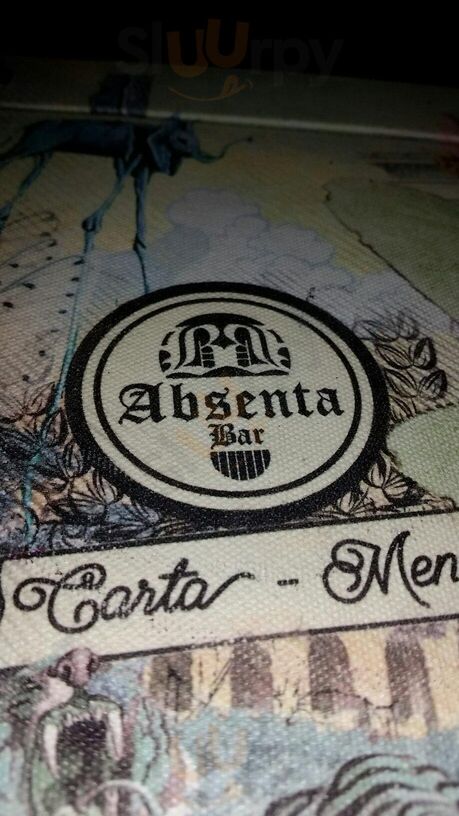 Sluurpy
Absenta
Bar
Carta - Men